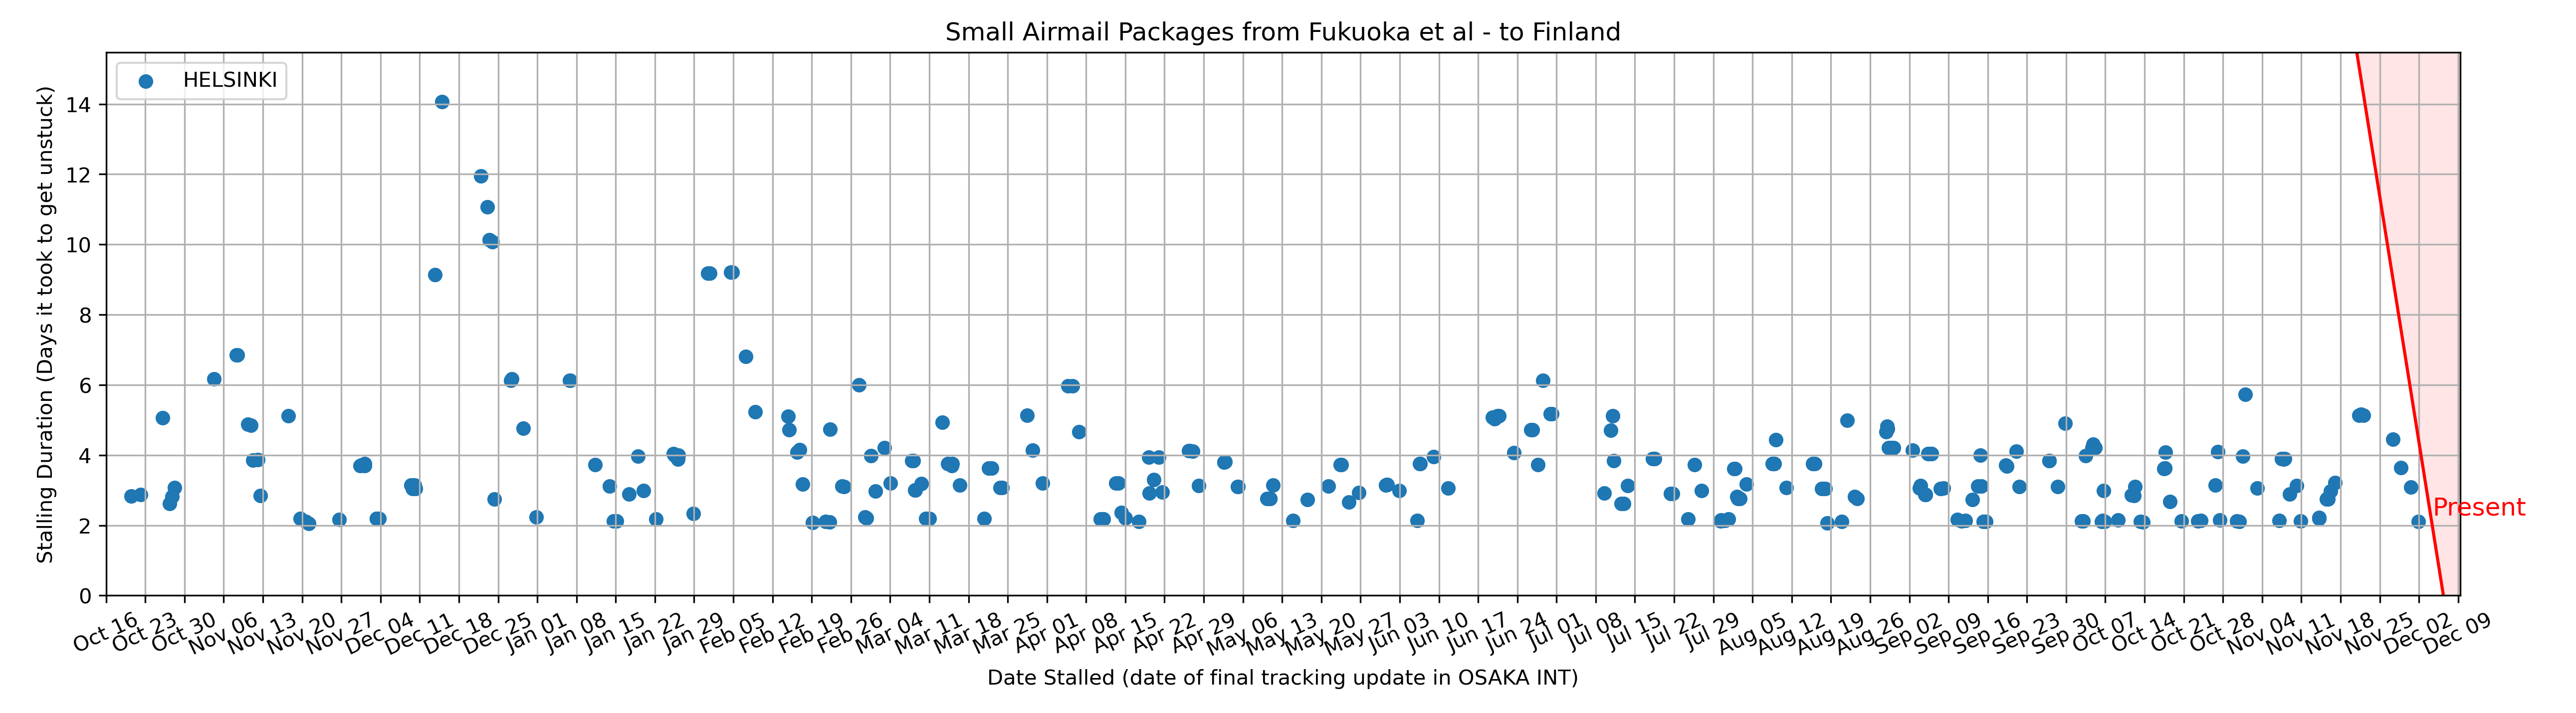 Small Airmail Packages from Fukuoka et al - to Finland
HELSINKI
Stalling Duration (Days it took to get unstuck)
14
12
10
8
6
4
2
0
Present
Oct 16 Oct 23 Oct 30 Nov 06 Nov 13 Nov 20 Nov 27 Dec 04 Dec 11 Dec 18 Dec 25 Jan 01 Jan 08 Jan 15 Jan 22 Jan 29 Feb 05 Feb 12 Feb 19 Feb 26 Mar 04 Mar 11 Mar 18 Mar 25 Apr 01 Apr 08 Apr 15 Apr 22 Apr 29 May 06 May 13 May 20 May 27 Jun 03 Jun 10 Jun 17 Jun 24 Jul 01 Jul 08 Jul 15 Jul 22 Jul 29 Aug 05 Aug 12 Aug 19 Aug 26 Sep 02 Sep 09 Sep 16 Sep 23 Sep 30 Oct 07 Oct 14 Oct 21 Oct 28 Nov 04 Nov 11 Nov 18 Nov 25 Dec 02 Dec 09
Date Stalled (date of final tracking update in OSAKA INT)